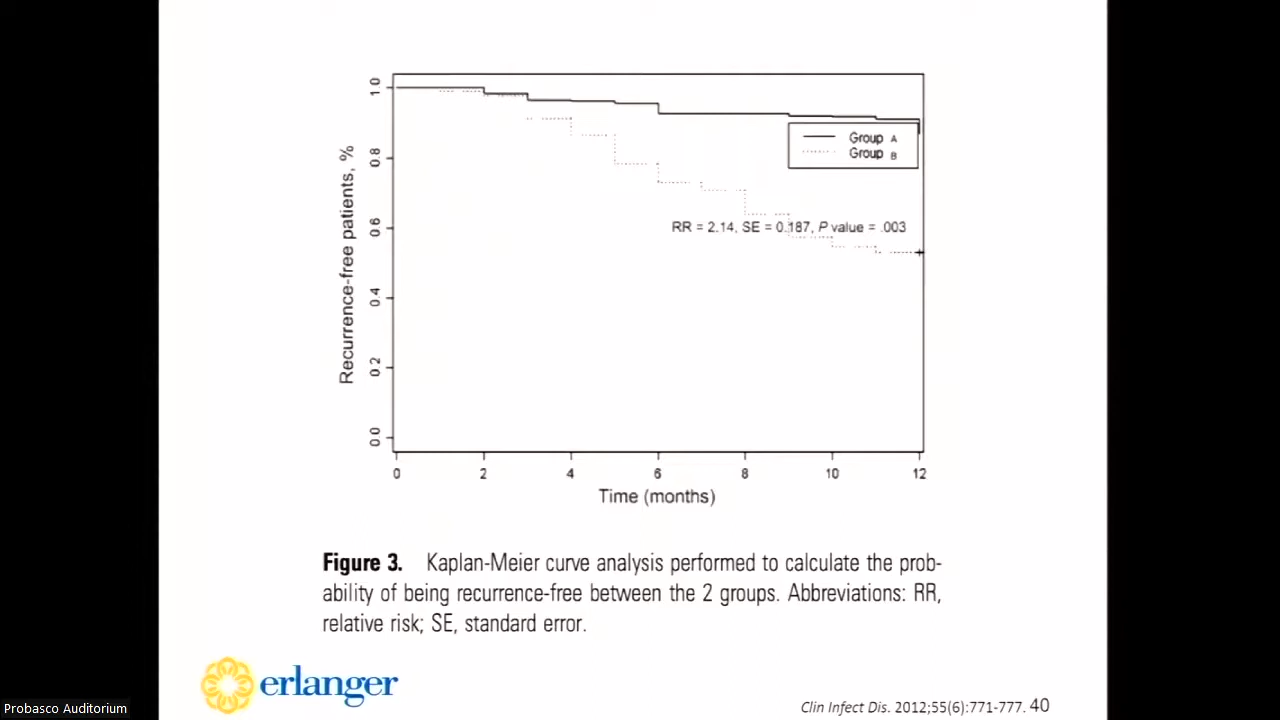 Recurrence-free patients, %
1.0
0.8
0.6
0.4
0.2
0.0
Group A
Group B
RR = 2.14, SE = 0.187, P value = .003
0 2 4 6 8 10 12
Time (months)
Figure 3. Kaplan-Meier curve analysis performed to calculate the prob-
ability of being recurrence-free between the 2 groups. Abbreviations: RR,
relative risk; SE, standard error.
erlanger
Probasco Auditorium
Clin Infect Dis. 2012;55(6):771-777. 40